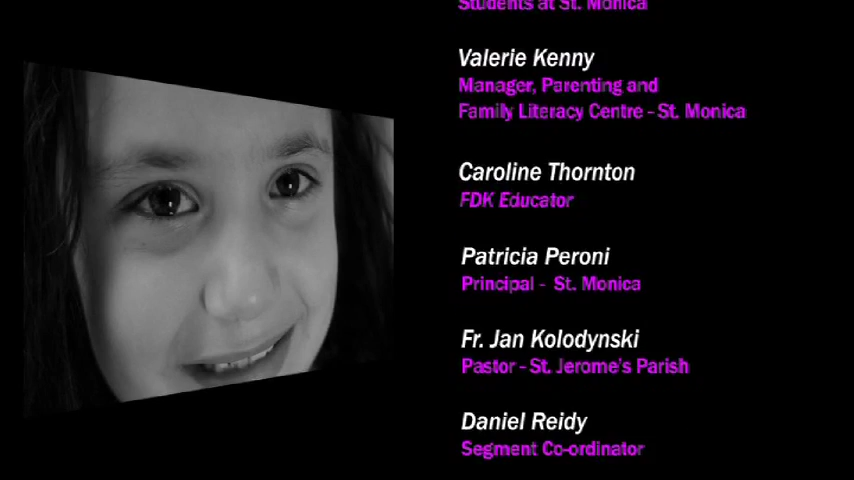 Students at St. Monica
Valerie Kenny
Manager, Parenting and
Family Literacy Centre - St. Monica
Caroline Thornton
FDK Educator
Patricia Peroni
Principal - St. Monica
Fr. Jan Kolodynski
Pastor - St. Jerome's Parish
Daniel Reidy
Segment Co-ordinator